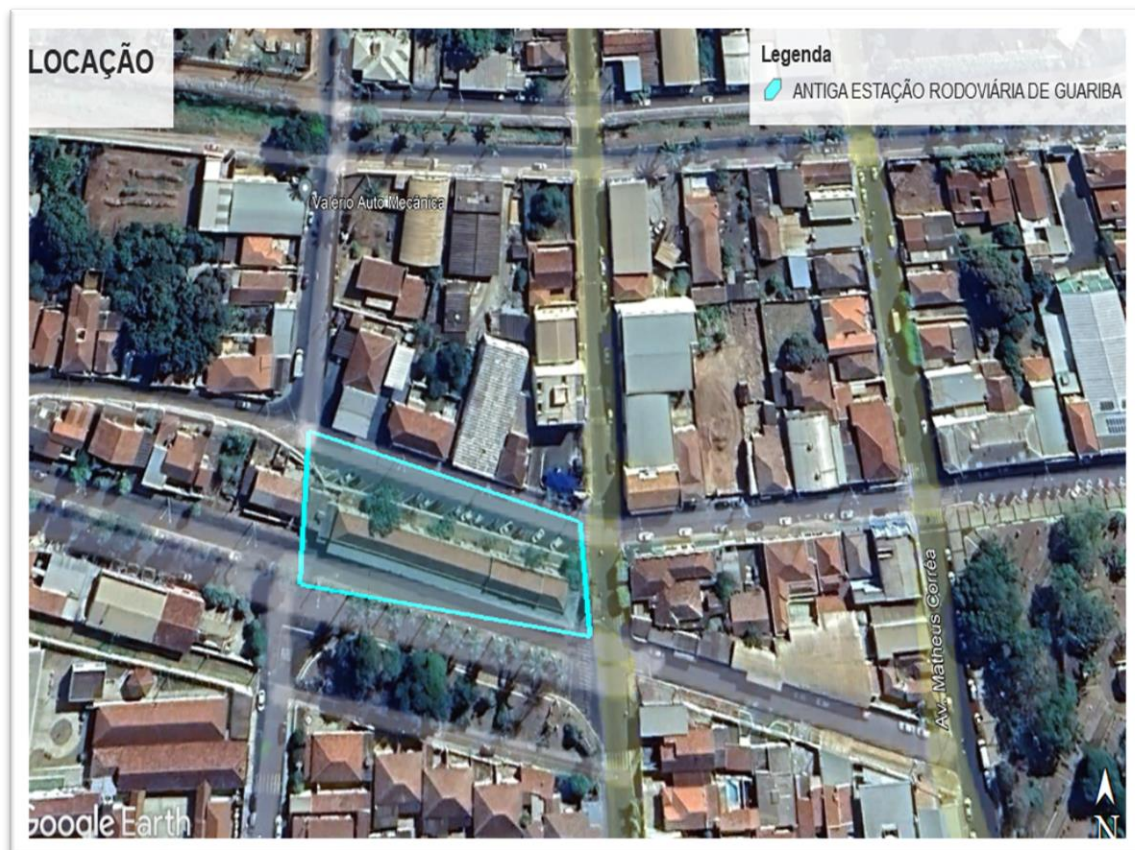 LOCAÇÃO
Legenda
ANTIGA ESTAÇÃO RODOVIÁRIA DE GUARIBA
Valerio Auto Mecânica
Av. Matheus Corrêa
Google Earth
N